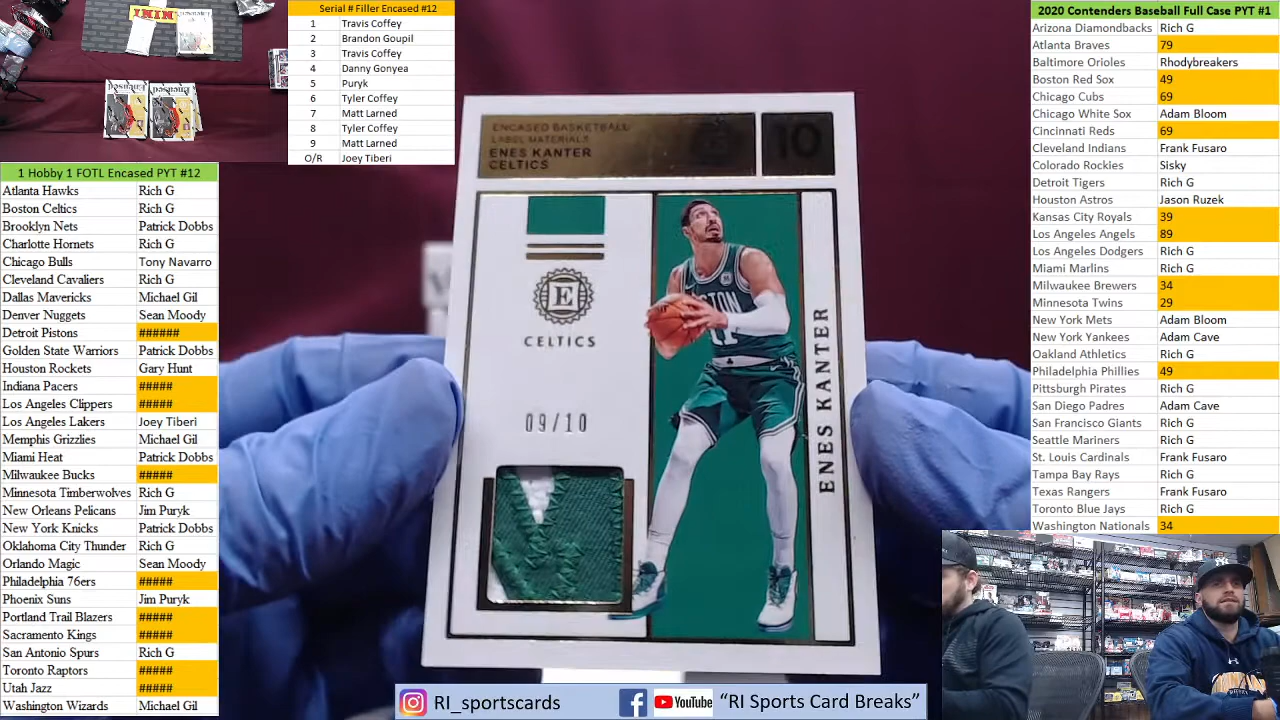 Serial # Filler Encased #12
1 Travis Coffey
2 Brandon Goupil
3 Travis Coffey
4 Danny Gonyea
5 Puryk
6 Tyler Coffey
7 Matt Larned
8 Tyler Coffey
9 Matt Larned
O/R Joey Tiberi
1 Hobby 1 FOTL Encased PYT #12
Atlanta Hawks Rich G
Boston Celtics Rich G
Brooklyn Nets Patrick Dobbs
Charlotte Hornets Rich G
Chicago Bulls Tony Navarro
Cleveland Cavaliers Rich G
Dallas Mavericks Michael Gil
Denver Nuggets Sean Moody
Detroit Pistons ######
Golden State Warriors Patrick Dobbs
Houston Rockets Gary Hunt
Indiana Pacers #####
Los Angeles Clippers #####
Los Angeles Lakers Joey Tiberi
Memphis Grizzlies Michael Gil
Miami Heat Patrick Dobbs
Milwaukee Bucks #####
Minnesota Timberwolves Rich G
New Orleans Pelicans Jim Puryk
New York Knicks Patrick Dobbs
Oklahoma City Thunder Rich G
Orlando Magic Sean Moody
Philadelphia 76ers #####
Phoenix Suns Jim Puryk
Portland Trail Blazers #####
Sacramento Kings #####
San Antonio Spurs Rich G
Toronto Raptors #####
Utah Jazz #####
Washington Wizards Michael Gil
ENCASED BASKETBALL
LABEL MATERIALS
ENES KANTER
CELTICS
10
E
CELTICS
09/10
ENES KANTER
2020 Contenders Baseball Full Case PYT #1
Arizona Diamondbacks Rich G
Atlanta Braves 79
Baltimore Orioles Rhodybreakers
Boston Red Sox 49
Chicago Cubs 69
Chicago White Sox Adam Bloom
Cincinnati Reds 69
Cleveland Indians Frank Fusaro
Colorado Rockies Sisky
Detroit Tigers Rich G
Houston Astros Jason Ruzek
Kansas City Royals 39
Los Angeles Angels 89
Los Angeles Dodgers Rich G
Miami Marlins Rich G
Milwaukee Brewers 34
Minnesota Twins 29
New York Mets Adam Bloom
New York Yankees Adam Cave
Oakland Athletics Rich G
Philadelphia Phillies 49
Pittsburgh Pirates Rich G
San Diego Padres Adam Cave
San Francisco Giants Rich G
Seattle Mariners Rich G
St. Louis Cardinals Frank Fusaro
Tampa Bay Rays Rich G
Texas Rangers Frank Fusaro
Toronto Blue Jays Rich G
Washington Nationals 34
RI_sportscards YouTube "RI Sports Card Breaks"